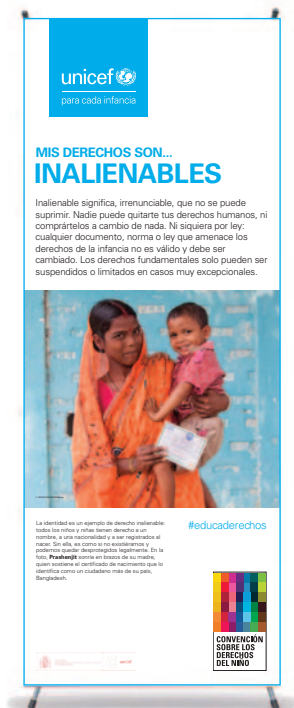 unicef
para cada infancia
MIS DERECHOS SON...
INALIENABLES
Inalienable significa, irrenunciable, que no se puede
suprimir. Nadie puede quitarte tus derechos humanos, ni
comprártelos a cambio de nada. Ni siquiera por ley:
cualquier documento, norma o ley que amenace los
derechos de la infancia no es válido y debe ser
cambiado. Los derechos fundamentales solo pueden ser
suspendidos o limitados en casos muy excepcionales.
La identidad es un ejemplo de derecho inalienable:
todos los niños y niñas tienen derecho a un
nombre, a una nacionalidad y a ser registrados al
nacer. Sin ella, es como si no existiéramos y
podemos quedar desprotegidos legalmente. En la
foto, Prashenjit sonríe en brazos de su madre,
quien sostiene el certificado de nacimiento que lo
identifica como un ciudadano más de su país,
Bangladesh.
#educaderechos
CONVENCIÓN
SOBRE LOS
DERECHOS
DEL NIÑO
unicef